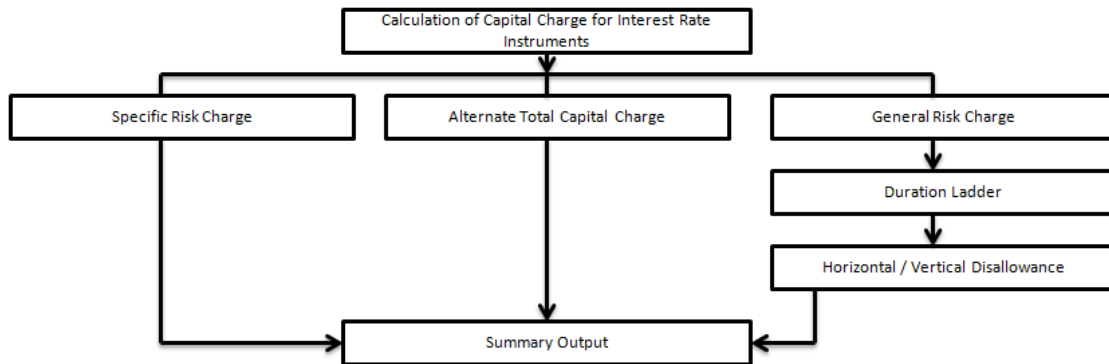 Calculation of Capital Charge for Interest Rate
Instruments
Specific Risk Charge
Alternate Total Capital Charge
General Risk Charge
Duration Ladder
Horizontal / Vertical Disallowance
Summary Output